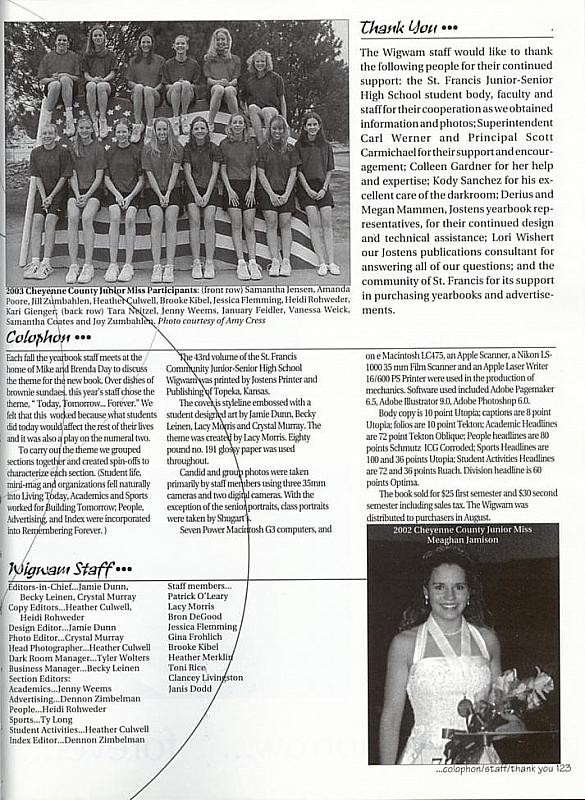 2003 Cheyenne County Junior Miss Participants: (front row) Samantha Jensen, Amanda
Poore, Jill Zumbahlen, Heather Culwell, Brooke Kibel, Jessica Flemming, Heidi Rohweder,
Kari Gienger; (back row) Tara Neitzel, Jenny Weems, January Feidler, Vanessa Weick,
Samantha Coates and Joy Zumbahlen. Photo courtesy of Amy Cress
Thank You •••
The Wigwam staff would like to thank
the following people for their continued
support: the St. Francis Junior-Senior
High School student body, faculty and
staff for their cooperation as we obtained
information and photos; Superintendent
Carl Werner and Principal Scott
Carmichael for their support and encour-
agement; Colleen Gardner for her help
and expertise; Kody Sanchez for his ex-
cellent care of the darkroom; Derius and
Megan Mammen, Jostens yearbook rep-
resentatives, for their continued design
and technical assistance; Lori Wishert
our Jostens publications consultant for
answering all of our questions; and the
community of St. Francis for its support
in purchasing yearbooks and advertise-
ments.
Colophon •••
Each fall the yearbook staff meets at the
home of Mike and Brenda Day to discuss
the theme for the new book. Over dishes of
brownie sundaes, this year's staff chose the
theme, " Today, Tomorrow... Forever." We
felt that this worked because what students
did today would affect the rest of their lives
and it was also a play on the numeral two.
To carry out the theme we grouped
sections together and created spin-offs to
characterize each section. (Student life,
mini-mag and organizations fell naturally
into Living Today, Academics and Sports
worked for Building Tomorrow; People,
Advertising, and Index were incorporated
into Remembering Forever. )
The 43rd volume of the St. Francis
Community Junior-Senior High School
Wigwam was printed by Jostens Printer and
Publishing of Topeka, Kansas.
The cover is styleline embossed with a
student designed art by Jamie Dunn, Becky
Leinen, Lacy Morris and Crystal Murray. The
theme was created by Lacy Morris. Eighty
pound no. 191 glossy paper was used
throughout.
Candid and group photos were taken
primarily by staff members using three 35mm
cameras and two digital cameras. With the
exception of the senior portraits, class portraits
were taken by Shugart's.
Seven Power Macintosh G3 computers, and
on e Macintosh LC475, an Apple Scanner, a Nikon LS-
1000 35 mm Film Scanner and an Apple Laser Writer
16/600 PS Printer were used in the production of
mechanics. Software used included Adobe Pagemaker
6.5, Adobe Illustrator 9.0, Adobe Photoshop 6.0.
Body copy is 10 point Utopia; captions are 8 point
Utopia; folios are 10 point Tekton; Academic Headlines
are 72 point Tekton Oblique; People headlines are 80
points Schmutz ICG Corroded; Sports Headlines are
100 and 36 points Utopia; Student Activities Headlines
are 72 and 36 points Ruach. Division headline is 60
points Optima.
The book sold for $25 first semester and $30 second
semester including sales tax. The Wigwam was
distributed to purchasers in August.
Wigwam Staff •••
Editors-in-Chief...Jamie Dunn,
Becky Leinen, Crystal Murray
Copy Editors...Heather Culwell,
Heidi Rohweder
Design Editor...Jamie Dunn
Photo Editor...Crystal Murray
Head Photographer...Heather Culwell
Dark Room Manager...Tyler Wolters
Business Manager...Becky Leinen
Section Editors:
Academics...Jenny Weems
Advertising...Dennon Zimbelman
People...Heidi Rohweder
Sports...Ty Long
Student Activities...Heather Culwell
Index Editor...Dennon Zimbelman
Staff members...
Patrick O'Leary
Lacy Morris
Bron DeGood
Jessica Flemming
Gina Frohlich
Brooke Kibel
Heather Merklin
Toni Rice
Clancey Livingston
Janis Dodd
2002 Cheyenne County Junior Miss
Meaghan Jamison
...colophon/staff/thank you 123